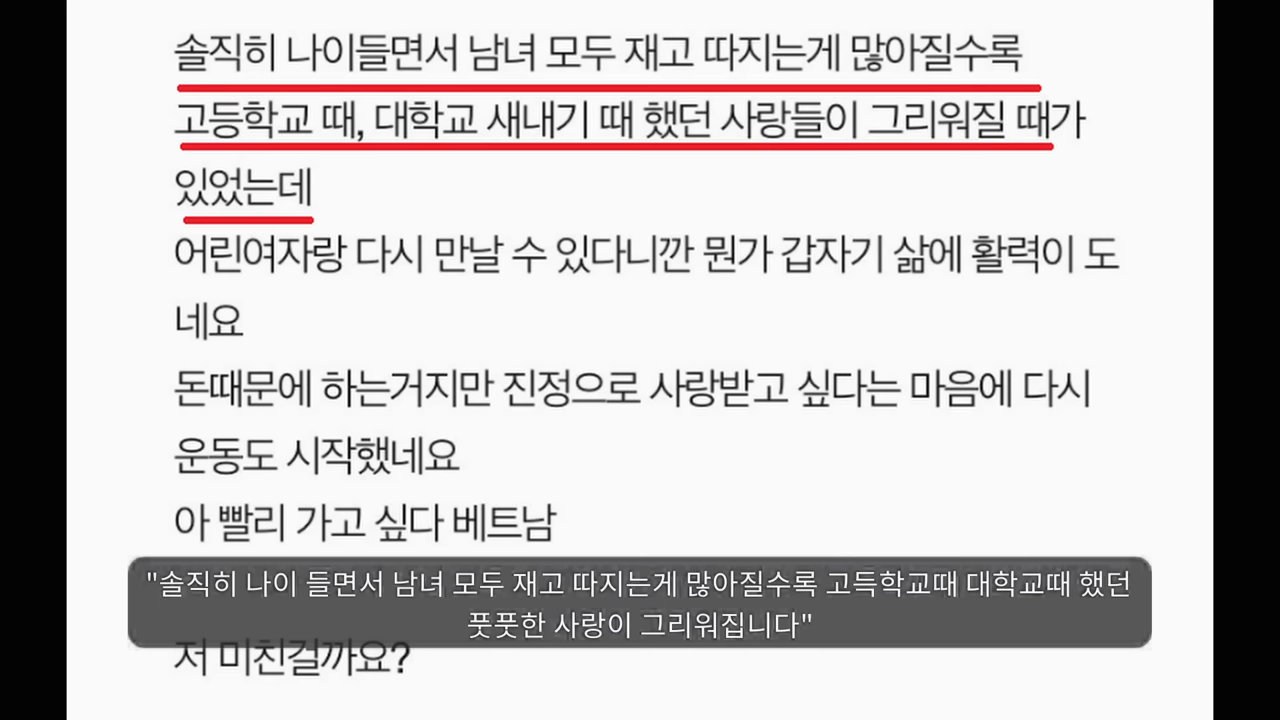 솔직히 나이들면서 남녀 모두 재고 따지는게 많아질수록
고등학교 때, 대학교 새내기 때 했던 사랑들이 그리워질 때가
있었는데
어린여자랑 다시 만날 수 있다니깐 뭔가 갑자기 삶에 활력이 도
네요
돈때문에 하는거지만 진정으로 사랑받고 싶다는 마음에 다시
운동도 시작했네요
아 빨리 가고 싶다 베트남
"솔직히 나이 들면서 남녀 모두 재고 따지는게 많아질수록 고득학교때 대학교때 했던
풋풋한 사랑이 그리워집니다"
저 미친걸까요?